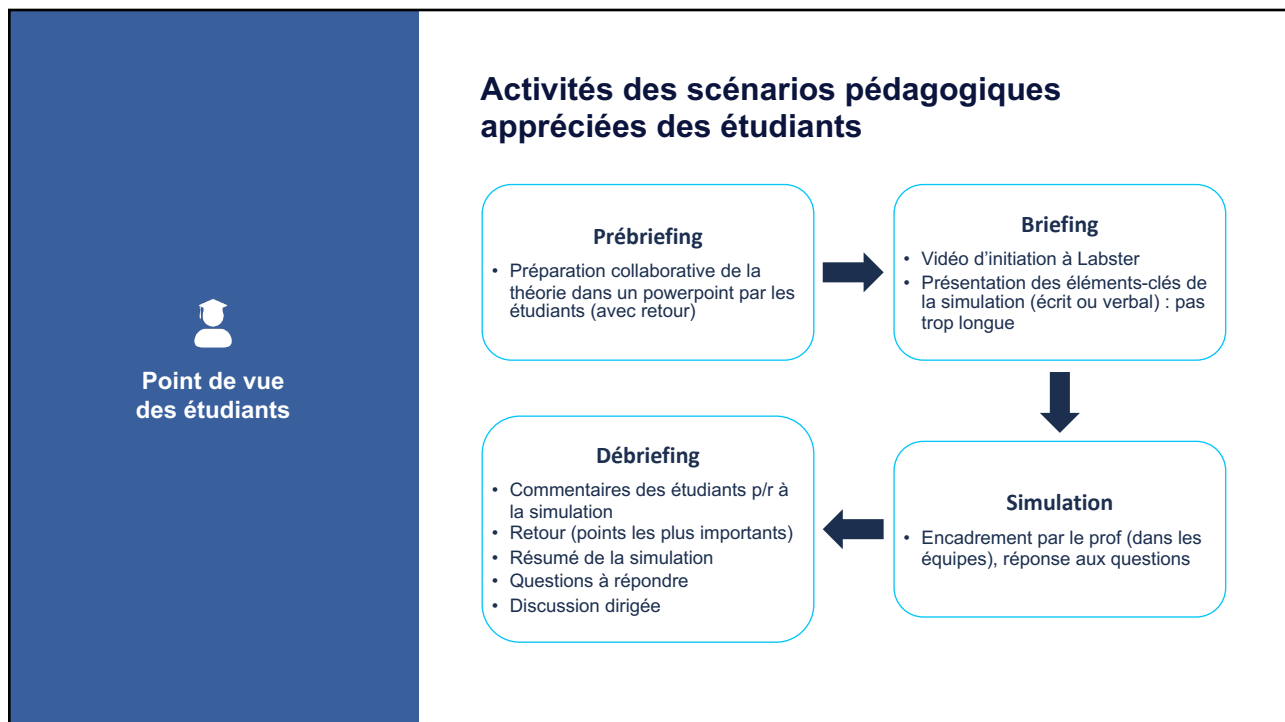 Activités des scénarios pédagogiques
appréciées des étudiants
Point de vue
des étudiants
Prébriefing
• Préparation collaborative de la
théorie dans un powerpoint par les
étudiants (avec retour)
Briefing
• Vidéo d'initiation à Labster
• Présentation des éléments-clés de
la simulation (écrit ou verbal) : pas
trop longue
Simulation
• Encadrement par le prof (dans les
équipes), réponse aux questions
Débriefing
• Commentaires des étudiants p/r à
la simulation
• Retour (points les plus importants)
• Résumé de la simulation
• Questions à répondre
• Discussion dirigée